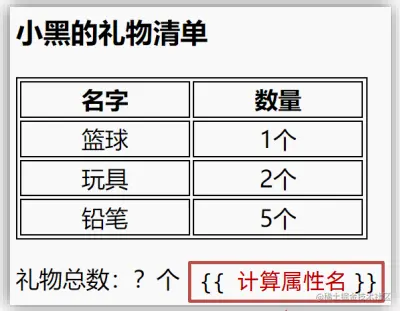 小黑的礼物清单
名字 数量
篮球 1个
玩具 2个
铅笔 5个
礼物总数：？个 {{ 计算属性名 }}
@稀土掘金技术社区